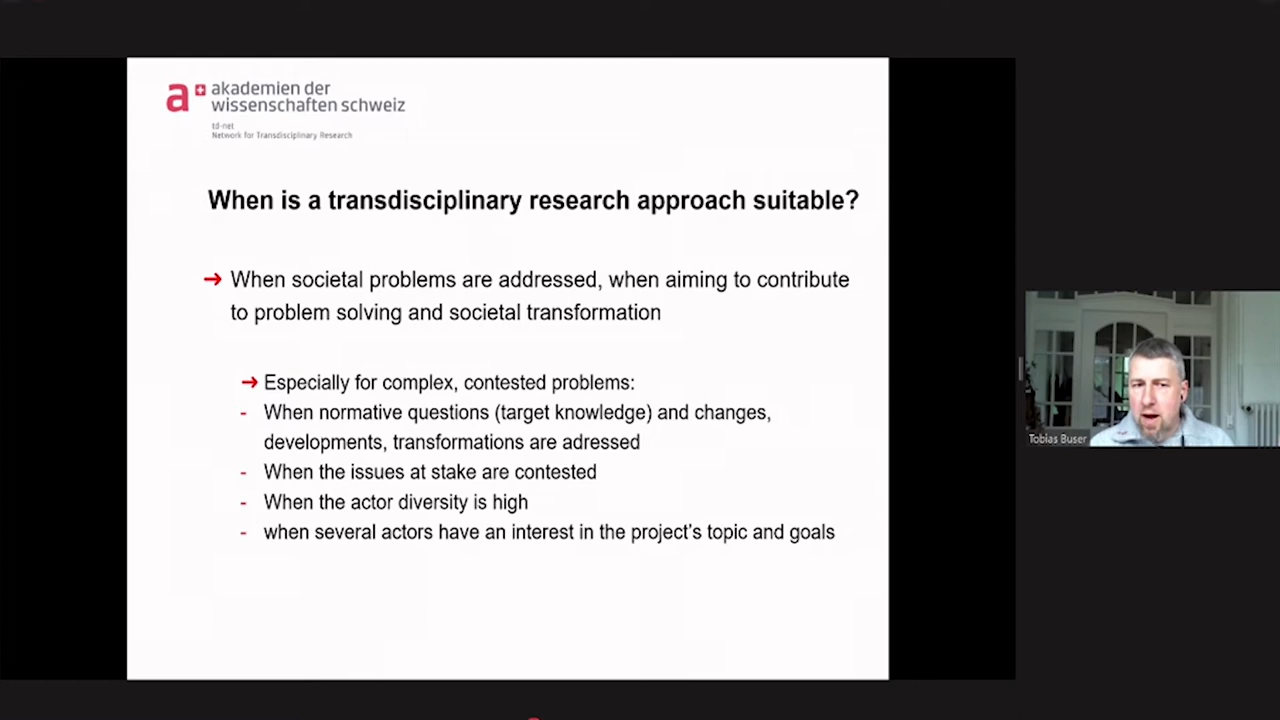 a+ akademien der
wissenschaften schweiz
td-net
Network for Transdisciplinary Research
When is a transdisciplinary research approach suitable?
➔ When societal problems are addressed, when aiming to contribute
to problem solving and societal transformation
➔ Especially for complex, contested problems:
- When normative questions (target knowledge) and changes,
developments, transformations are adressed
- When the issues at stake are contested
- When the actor diversity is high
- when several actors have an interest in the project's topic and goals
Tobias Buser